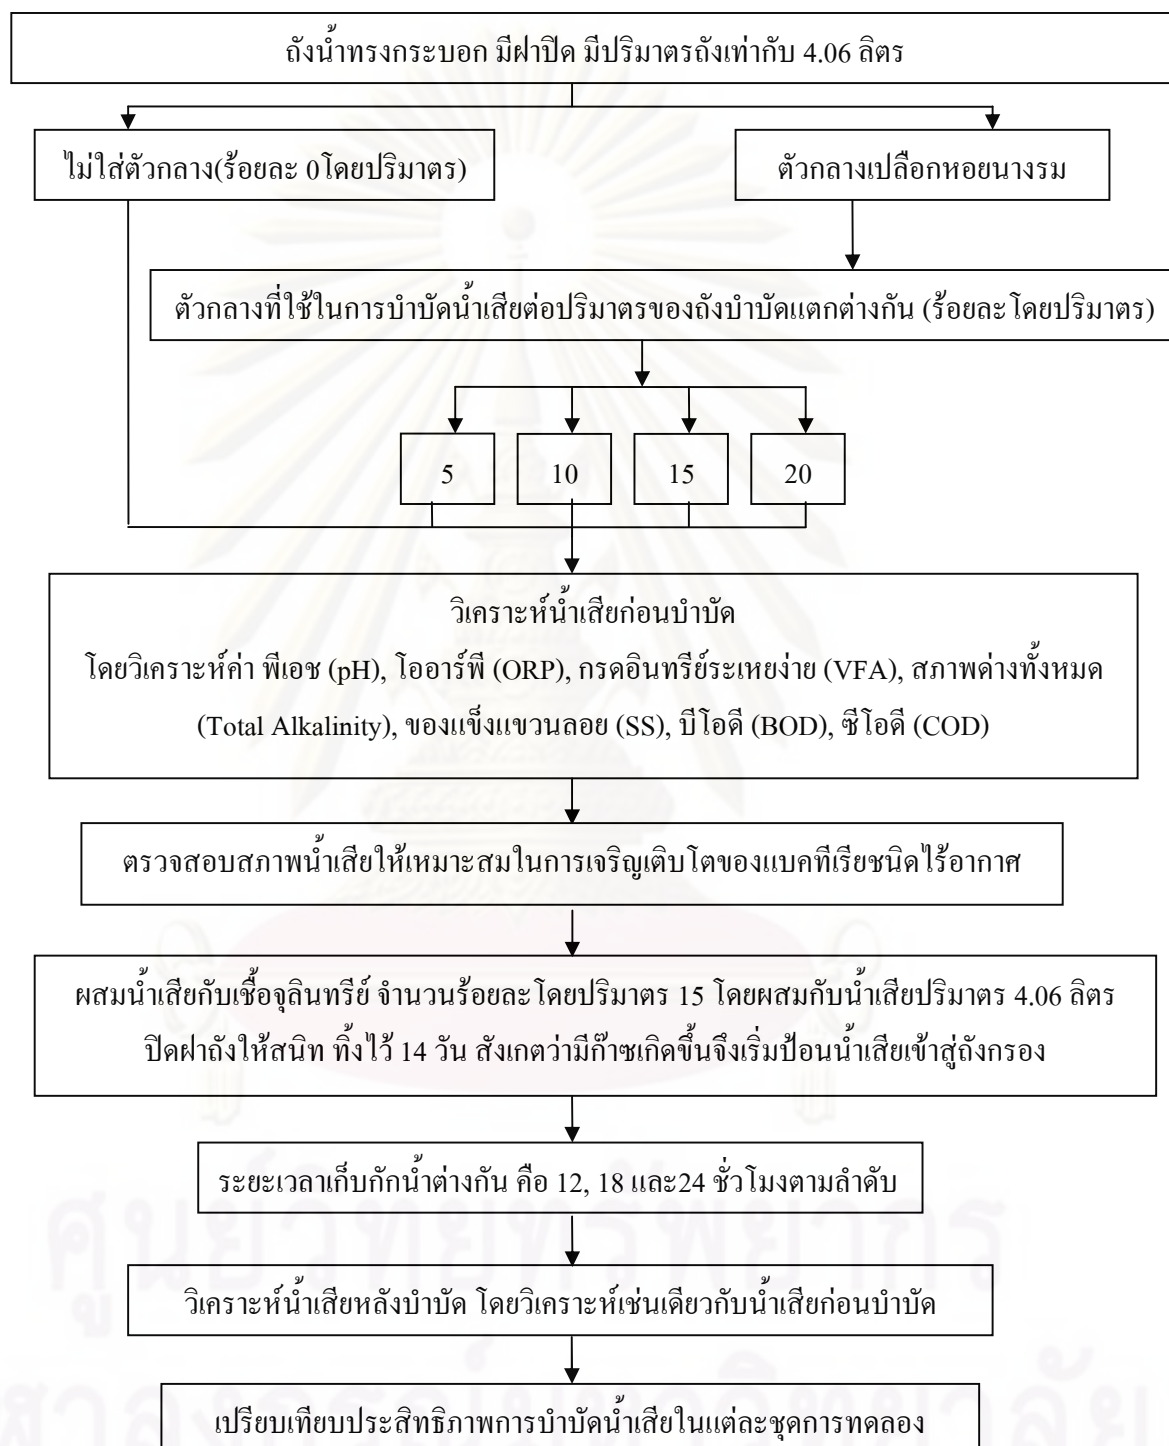 ถังน้ำทรงกระบอก มีฝาปิด มีปริมาตรถังเท่ากับ 4.06 ลิตร
ไม่ใส่ตัวกลาง(ร้อยละ 0โดยปริมาตร)
ตัวกลางเปลือกหอยนางรม
ตัวกลางที่ใช้ในการบำบัดน้ำเสียต่อปริมาตรของถังบำบัดแตกต่างกัน (ร้อยละโดยปริมาตร)
5
10
15
20
วิเคราะห์น้ำเสียก่อนบำบัด
โดยวิเคราะห์ค่า พีเอช (pH), โออาร์พี (ORP), กรดอินทรีย์ระเหยง่าย (VFA), สภาพด่างทั้งหมด
(Total Alkalinity), ของแข็งแขวนลอย (SS), บีโอดี (BOD), ซีโอดี (COD)
ตรวจสอบสภาพน้ำเสียให้เหมาะสมในการเจริญเติบโตของแบคทีเรียชนิดไร้อากาศ
ผสมน้ำเสียกับเชื้อจุลินทรีย์ จำนวนร้อยละโดยปริมาตร 15 โดยผสมกับน้ำเสียปริมาตร 4.06 ลิตร
ปิดฝาถังให้สนิท ทิ้งไว้ 14 วัน สังเกตว่ามีก๊าซเกิดขึ้นจึงเริ่มป้อนน้ำเสียเข้าสู่ถังกรอง
ระยะเวลาเก็บกักน้ำต่างกัน คือ 12, 18 และ24 ชั่วโมงตามลำดับ
ศูนย์วิทยทรัพยากร
วิเคราะห์น้ำเสียหลังบำบัด โดยวิเคราะห์เช่นเดียวกับน้ำเสียก่อนบำบัด
เปรียบเทียบประสิทธิภาพการบำบัดน้ำเสียในแต่ละชุดการทดลอง